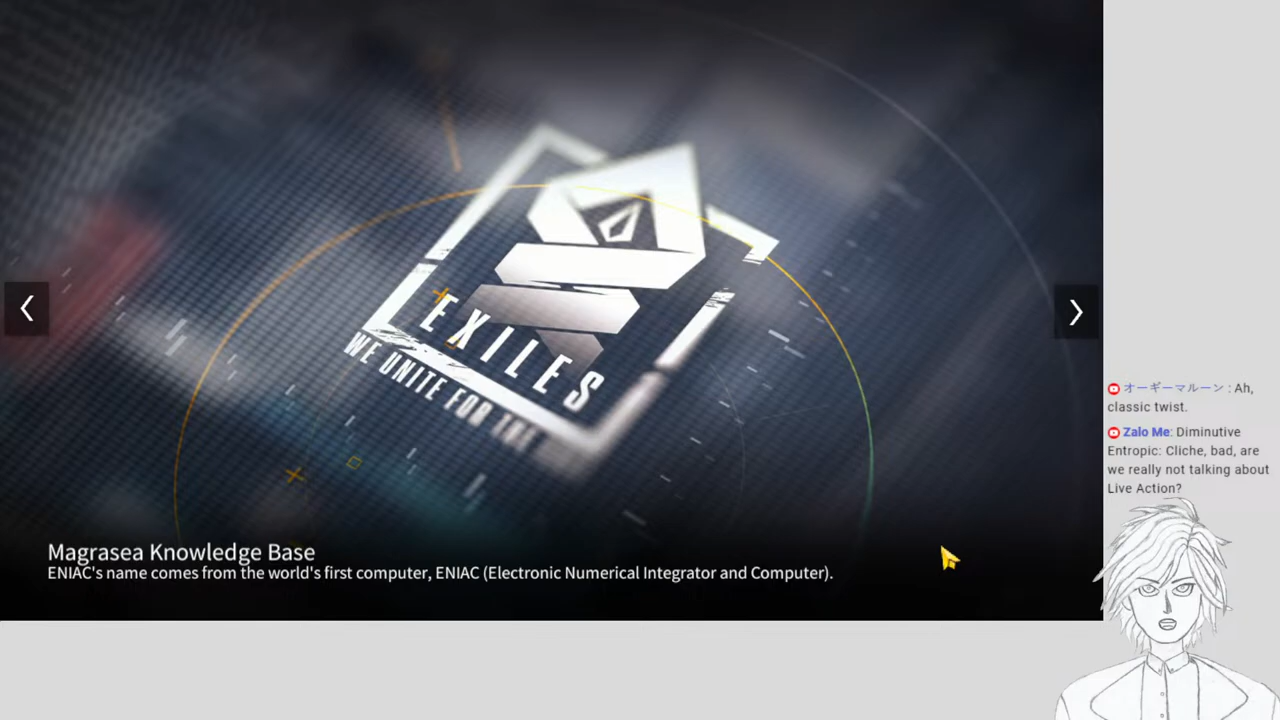 EXILES
WE UNITE FOR THE
Magrasea Knowledge Base
ENIAC's name comes from the world's first computer, ENIAC (Electronic Numerical Integrator and Computer).
オーギーマルーン : Ah,
classic twist.
Zalo Me: Diminutive
Entropic: Cliche, bad, are
we really not talking about
Live Action?